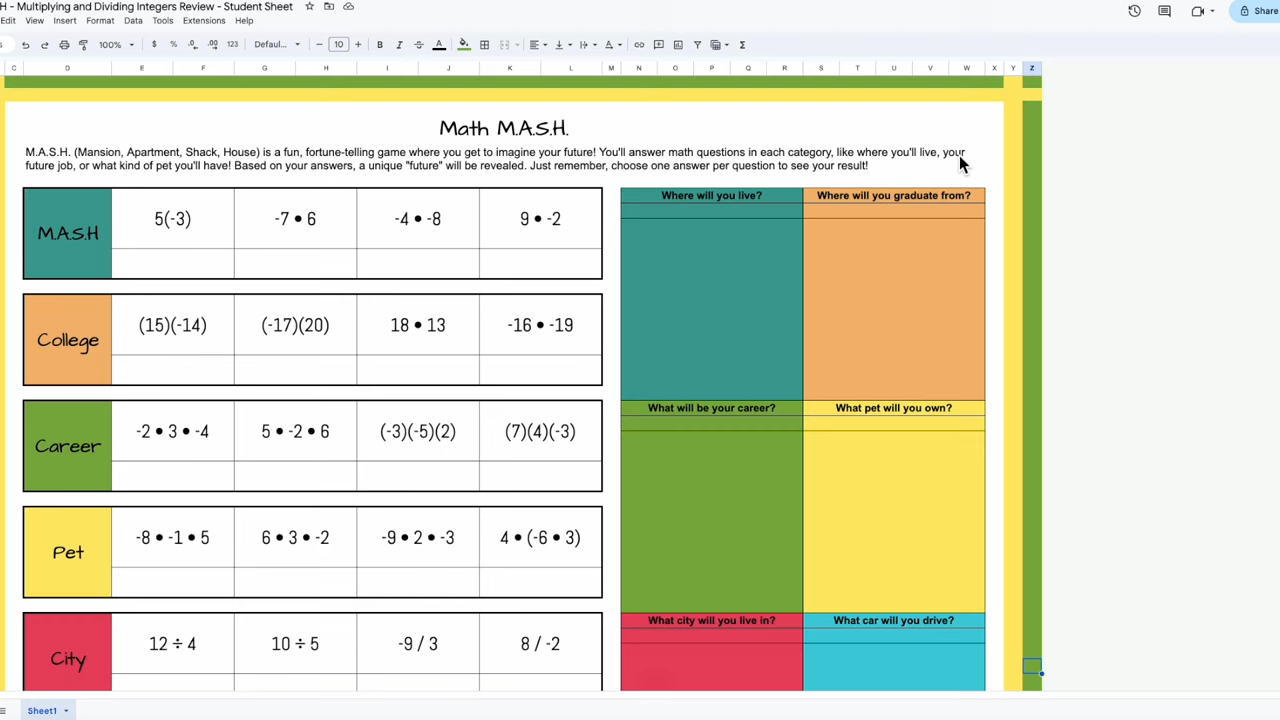 H - Multiplying and Dividing Integers Review - Student Sheet
Edit View Insert Format Data Tools Extensions Help
Share
100% $ % .0 .00 123 Defaul... 10 B I A Σ
C D E F G H I J K L M N O P Q R S T U V W X Y Z
Math M.A.S.H.
M.A.S.H. (Mansion, Apartment, Shack, House) is a fun, fortune-telling game where you get to imagine your future! You'll answer math questions in each category, like where you'll live, your
future job, or what kind of pet you'll have! Based on your answers, a unique "future" will be revealed. Just remember, choose one answer per question to see your result!
M.A.S.H
5(-3) -7 • 6 -4 • -8 9 • -2
College
(15)(-14) (-17)(20) 18 • 13 -16 • -19
Career
-2 • 3 • -4 5 • -2 • 6 (-3)(-5)(2) (7)(4)(-3)
Pet
-8 • -1 • 5 6 • 3 • -2 -9 • 2 • -3 4 • (-6 • 3)
City
12 ÷ 4 10 ÷ 5 -9 / 3 8 / -2
Where will you live? Where will you graduate from?
What will be your career? What pet will you own?
What city will you live in? What car will you drive?
Sheet1